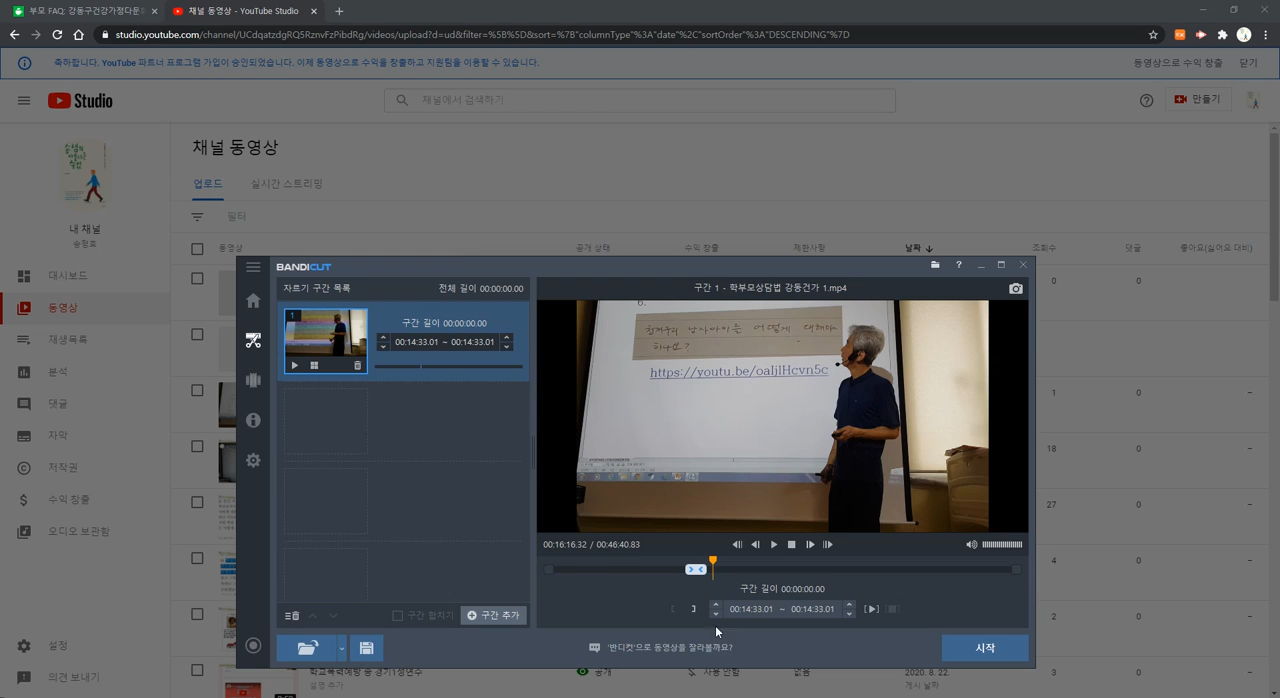 부모 FAQ: 강동구건강가정다문화
채널 동영상 - YouTube Studio
studio.youtube.com/channel/UCdqatzdgRQ5RznvFzPibdRg/videos/upload?d=ud&filter=%5B%5D&sort=%7B"columnType"%3A"date"%2C"sortOrder"%3A"DESCENDING"%7D
축하합니다. YouTube 파트너 프로그램 가입이 승인되었습니다. 이제 동영상으로 수익을 창출하고 지원팀을 이용할 수 있습니다.
동영상으로 수익 창출
닫기
Studio
채널에서 검색하기
만들기
내 채널
송형호
대시보드
동영상
재생목록
분석
댓글
자막
저작권
수익 창출
오디오 보관함
설정
의견 보내기
채널 동영상
업로드
실시간 스트리밍
필터
동영상
공개 상태
수익 창출
제한사항
날짜
조회수
댓글
좋아요(싫어요 대비)
0 0 –
0 0 –
1 0 –
18 0 –
27 0 –
4 0 –
2 0 –
학교폭력예방 중 경기1정연수
설명 추가
공개
사용 안함
없음
2020. 8. 22.
게시 날짜
3 0 –
BANDICUT
자르기 구간 목록
전체 길이 00:00:00.00
1
구간 길이 00:00:00.00
00:14:33.01 ~ 00:14:33.01
구간 합치기
구간 추가
구간 1 - 학부모상담법 강동건가 1.mp4
6.
청개구리 남자아이는 어떻게 대해야
하나요?
https://youtu.be/oaljlHcvn5c
00:16:16.32 / 00:46:40.83
구간 길이 00:00:00.00
00:14:33.01 ~ 00:14:33.01
'반디컷'으로 동영상을 잘라볼까요?
시작